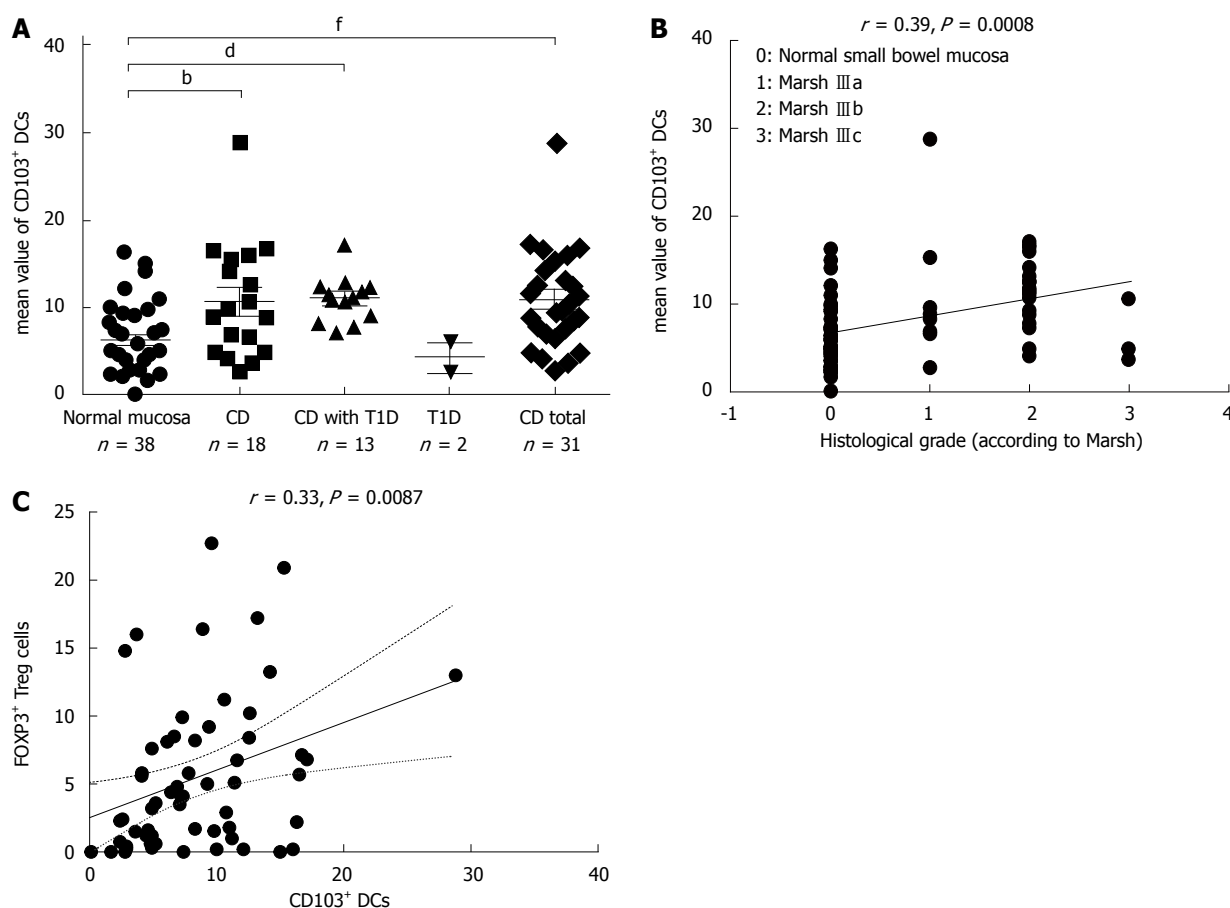 A
f
d
b
mean value of CD103⁺ DCs
40
30
20
10
0
Normal mucosa CD CD with T1D T1D CD total
n = 38 n = 18 n = 13 n = 2 n = 31
B
r = 0.39, P = 0.0008
0: Normal small bowel mucosa
1: Marsh Ⅲa
2: Marsh Ⅲb
3: Marsh Ⅲc
mean value of CD103⁺ DCs
40
30
20
10
0
-1 0 1 2 3 4
Histological grade (according to Marsh)
C
r = 0.33, P = 0.0087
FOXP3⁺ Treg cells
25
20
15
10
5
0
0 10 20 30 40
CD103⁺ DCs